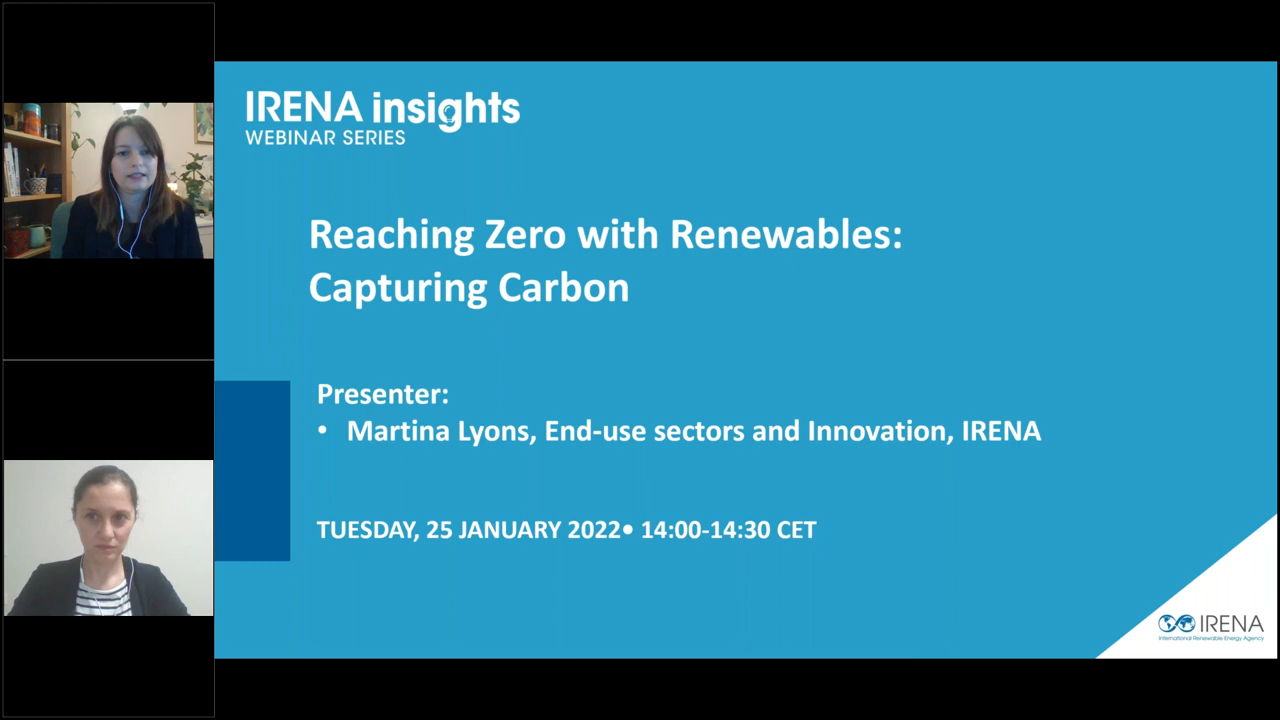 IRENA insights
WEBINAR SERIES
Reaching Zero with Renewables:
Capturing Carbon
Presenter:
• Martina Lyons, End-use sectors and Innovation, IRENA
TUESDAY, 25 JANUARY 2022• 14:00-14:30 CET
IRENA
International Renewable Energy Agency